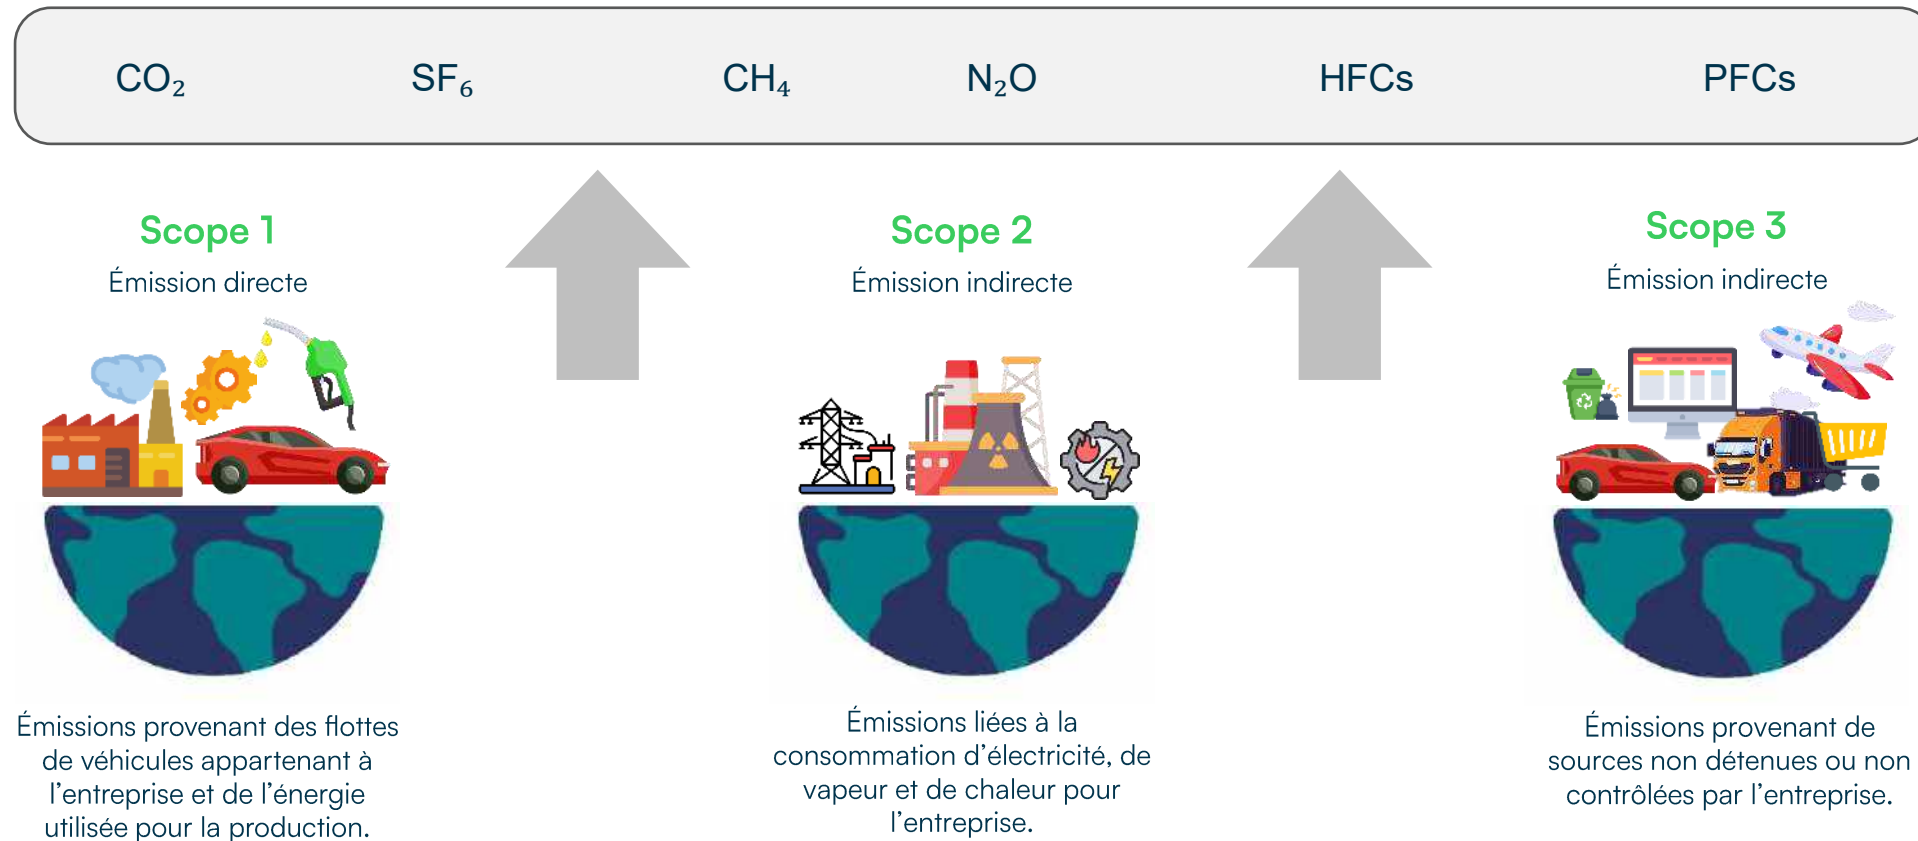 CO₂ SF₆ CH₄ N₂O HFCs PFCs
Scope 1
Émission directe
Émissions provenant des flottes
de véhicules appartenant à
l'entreprise et de l'énergie
utilisée pour la production.
Scope 2
Émission indirecte
Émissions liées à la
consommation d'électricité, de
vapeur et de chaleur pour
l'entreprise.
Scope 3
Émission indirecte
Émissions provenant de
sources non détenues ou non
contrôlées par l'entreprise.